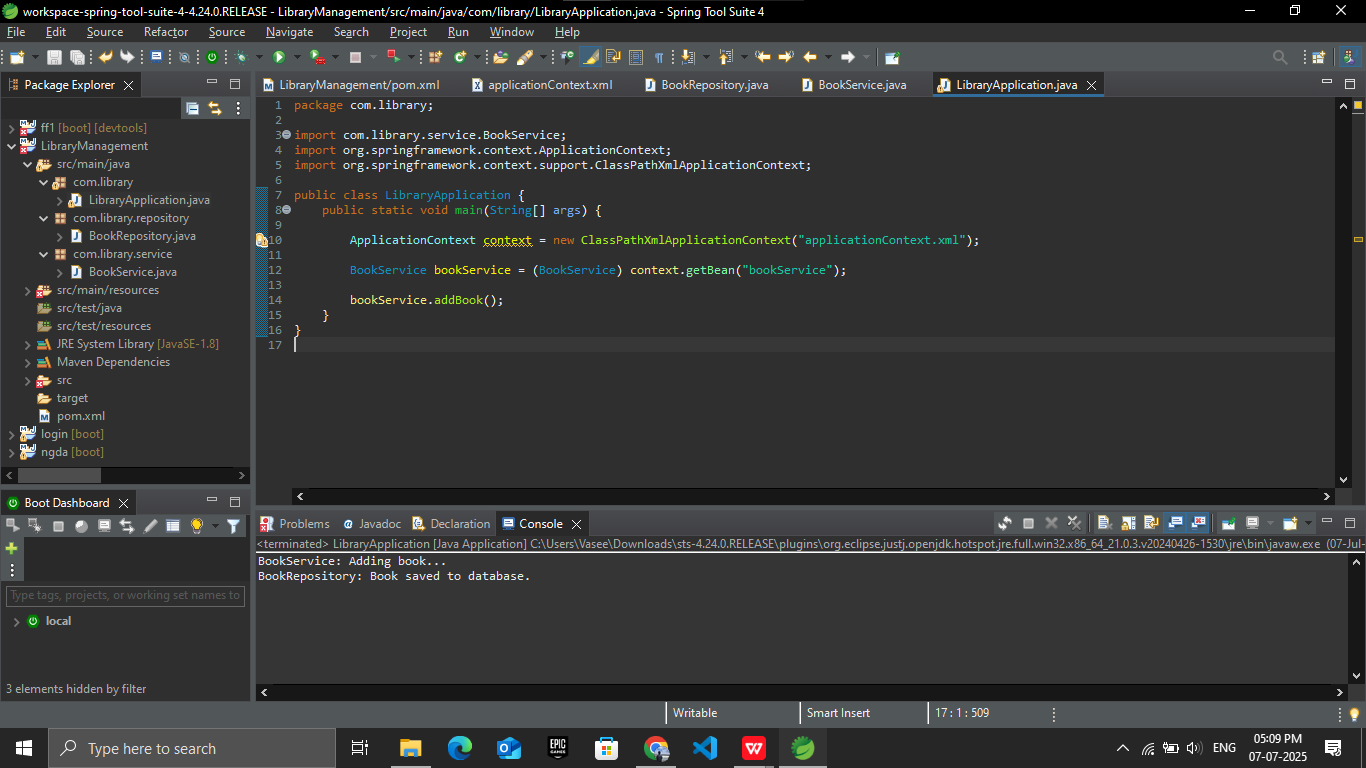 workspace-spring-tool-suite-4-4.24.0.RELEASE - LibraryManagement/src/main/java/com/library/LibraryApplication.java - Spring Tool Suite 4
File Edit Source Refactor Source Navigate Search Project Run Window Help
Package Explorer
ff1 [boot] [devtools]
LibraryManagement
src/main/java
com.library
LibraryApplication.java
com.library.repository
BookRepository.java
com.library.service
BookService.java
src/main/resources
src/test/java
src/test/resources
JRE System Library [JavaSE-1.8]
Maven Dependencies
src
target
pom.xml
login [boot]
ngda [boot]
LibraryManagement/pom.xml applicationContext.xml BookRepository.java BookService.java LibraryApplication.java
1 package com.library;
2
3 import com.library.service.BookService;
4 import org.springframework.context.ApplicationContext;
5 import org.springframework.context.support.ClassPathXmlApplicationContext;
6
7 public class LibraryApplication {
8     public static void main(String[] args) {
9
10         ApplicationContext context = new ClassPathXmlApplicationContext("applicationContext.xml");
11
12         BookService bookService = (BookService) context.getBean("bookService");
13
14         bookService.addBook();
15     }
16 }
17
Boot Dashboard
Type tags, projects, or working set names to
local
3 elements hidden by filter
Problems Javadoc Declaration Console
<terminated> LibraryApplication [Java Application] C:\Users\Vasee\Downloads\sts-4.24.0.RELEASE\plugins\org.eclipse.justj.openjdk.hotspot.jre.full.win32.x86_64_21.0.3.v20240426-1530\jre\bin\javaw.exe (07-Jul-
BookService: Adding book...
BookRepository: Book saved to database.
Writable Smart Insert 17 : 1 : 509
Type here to search
EPIC GAMES
ENG
05:09 PM
07-07-2025